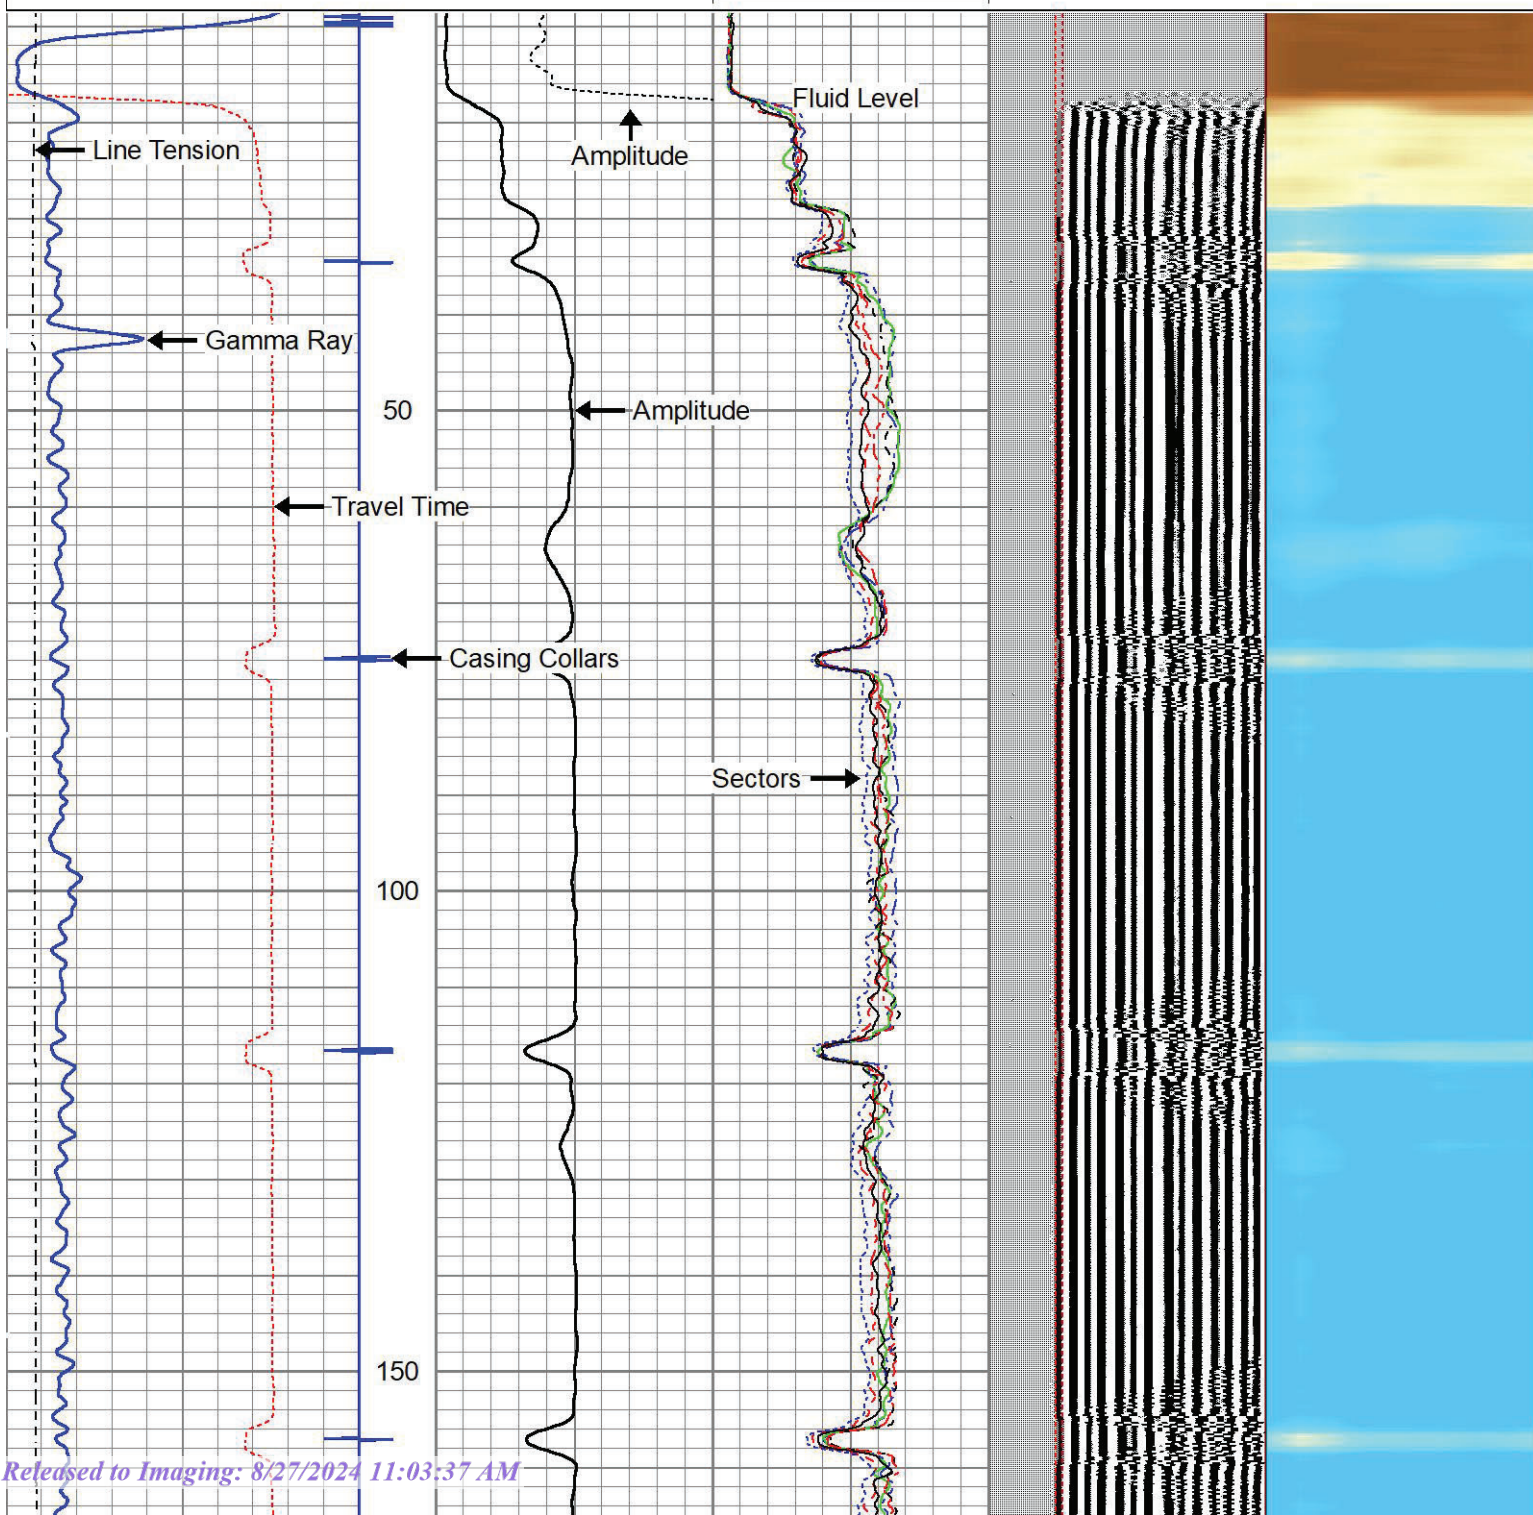 Fluid Level
Line Tension
Amplitude
Gamma Ray
50
Amplitude
Travel Time
Casing Collars
Sectors
100
150
Released to Imaging: 8/27/2024 11:03:37 AM